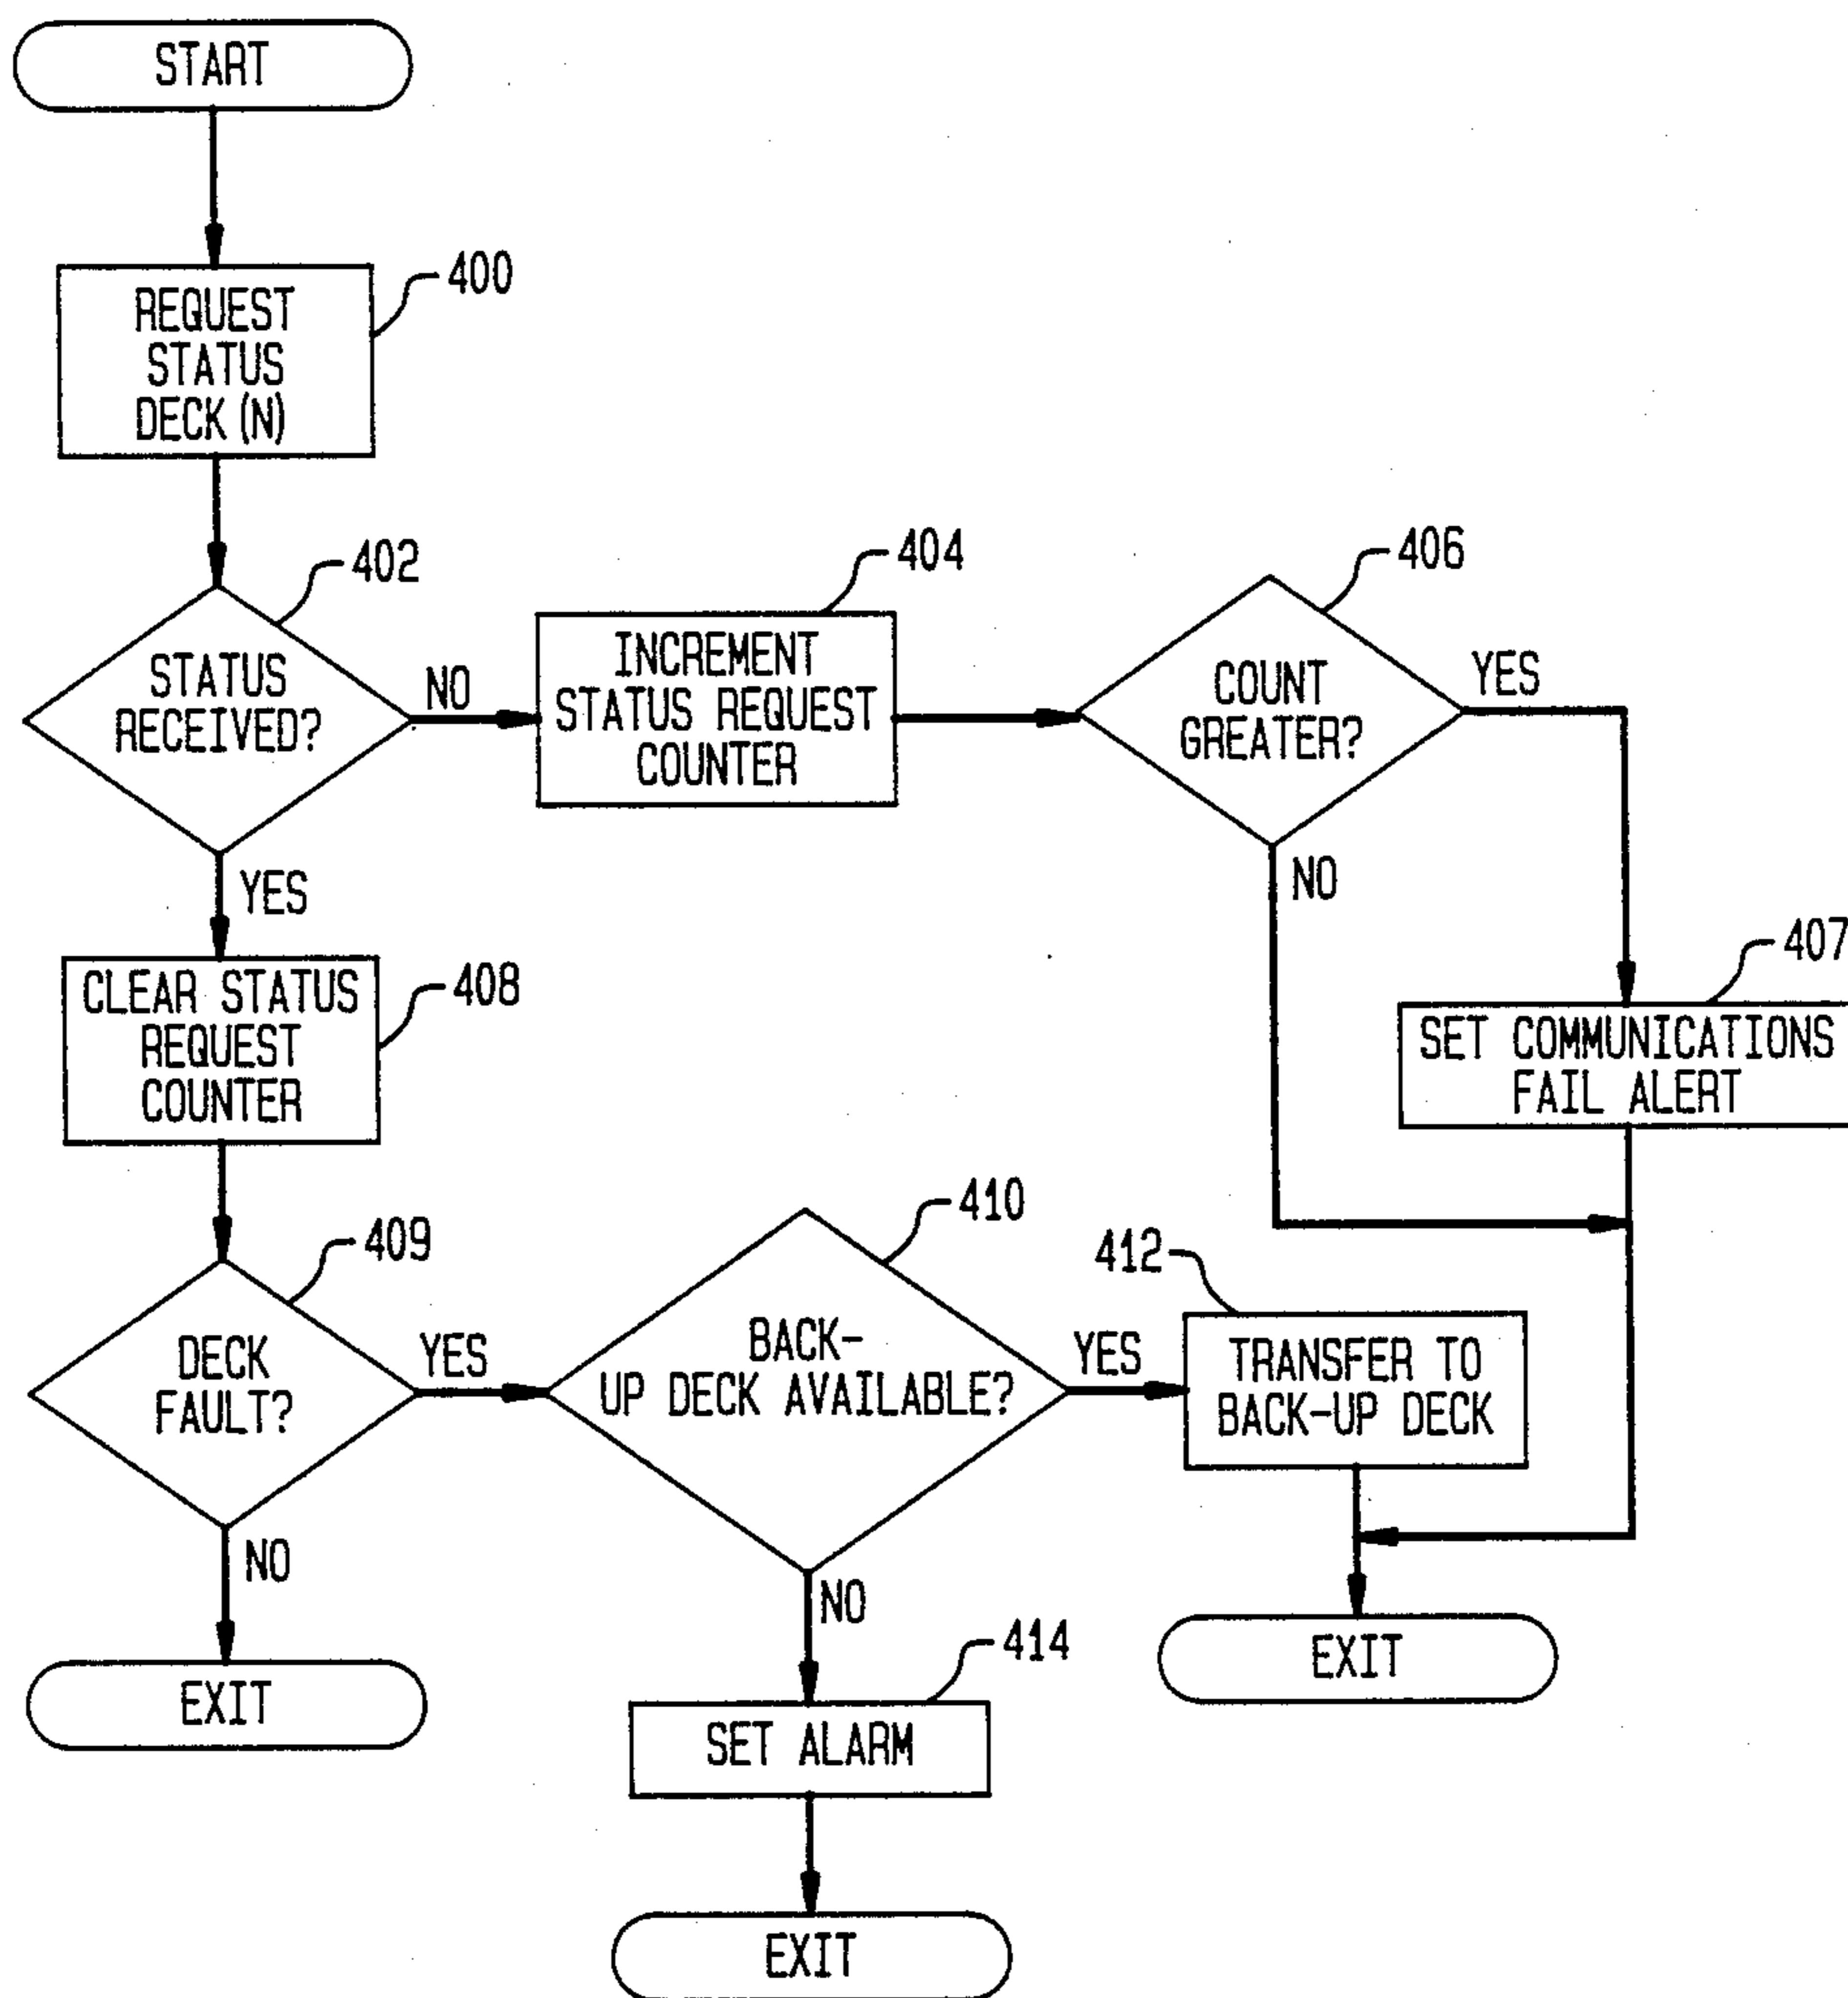 START
400
REQUEST
STATUS
DECK (N)
402
STATUS
RECEIVED?
NO
404
INCREMENT
STATUS REQUEST
COUNTER
406
COUNT
GREATER?
YES
NO
YES
407
SET COMMUNICATIONS
FAIL ALERT
408
CLEAR STATUS
REQUEST
COUNTER
409
DECK
FAULT?
YES
410
BACK-
UP DECK AVAILABLE?
YES
412
TRANSFER TO
BACK-UP DECK
NO
EXIT
NO
414
SET ALARM
EXIT
EXIT